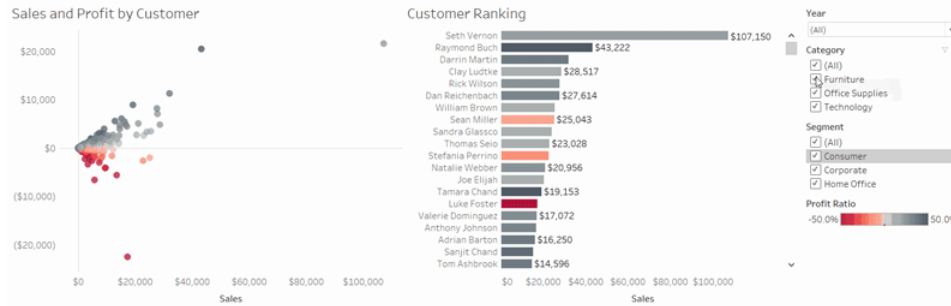 Sales and Profit by Customer
$20,000
$10,000
$0
($10,000)
($20,000)
$0 $20,000 $40,000 $60,000 $80,000 $100,000
Sales
Customer Ranking
Seth Vernon $107,150
Raymond Buch $43,222
Darrin Martin
Clay Ludtke $28,517
Rick Wilson
Dan Reichenbach $27,614
William Brown
Sean Miller $25,043
Sandra Glassco
Thomas Seio $23,028
Stefania Perrino
Natalie Webber $20,956
Joe Elijah
Tamara Chand $19,153
Luke Foster
Valerie Dominguez $17,072
Anthony Johnson
Adrian Barton $16,250
Sanjit Chand
Tom Ashbrook $14,596
$0 $20,000 $40,000 $60,000 $80,000 $100,000
Sales
Year
(All)
Category
(All)
Furniture
Office Supplies
Technology
Segment
(All)
Consumer
Corporate
Home Office
Profit Ratio
-50.0% 50.0%